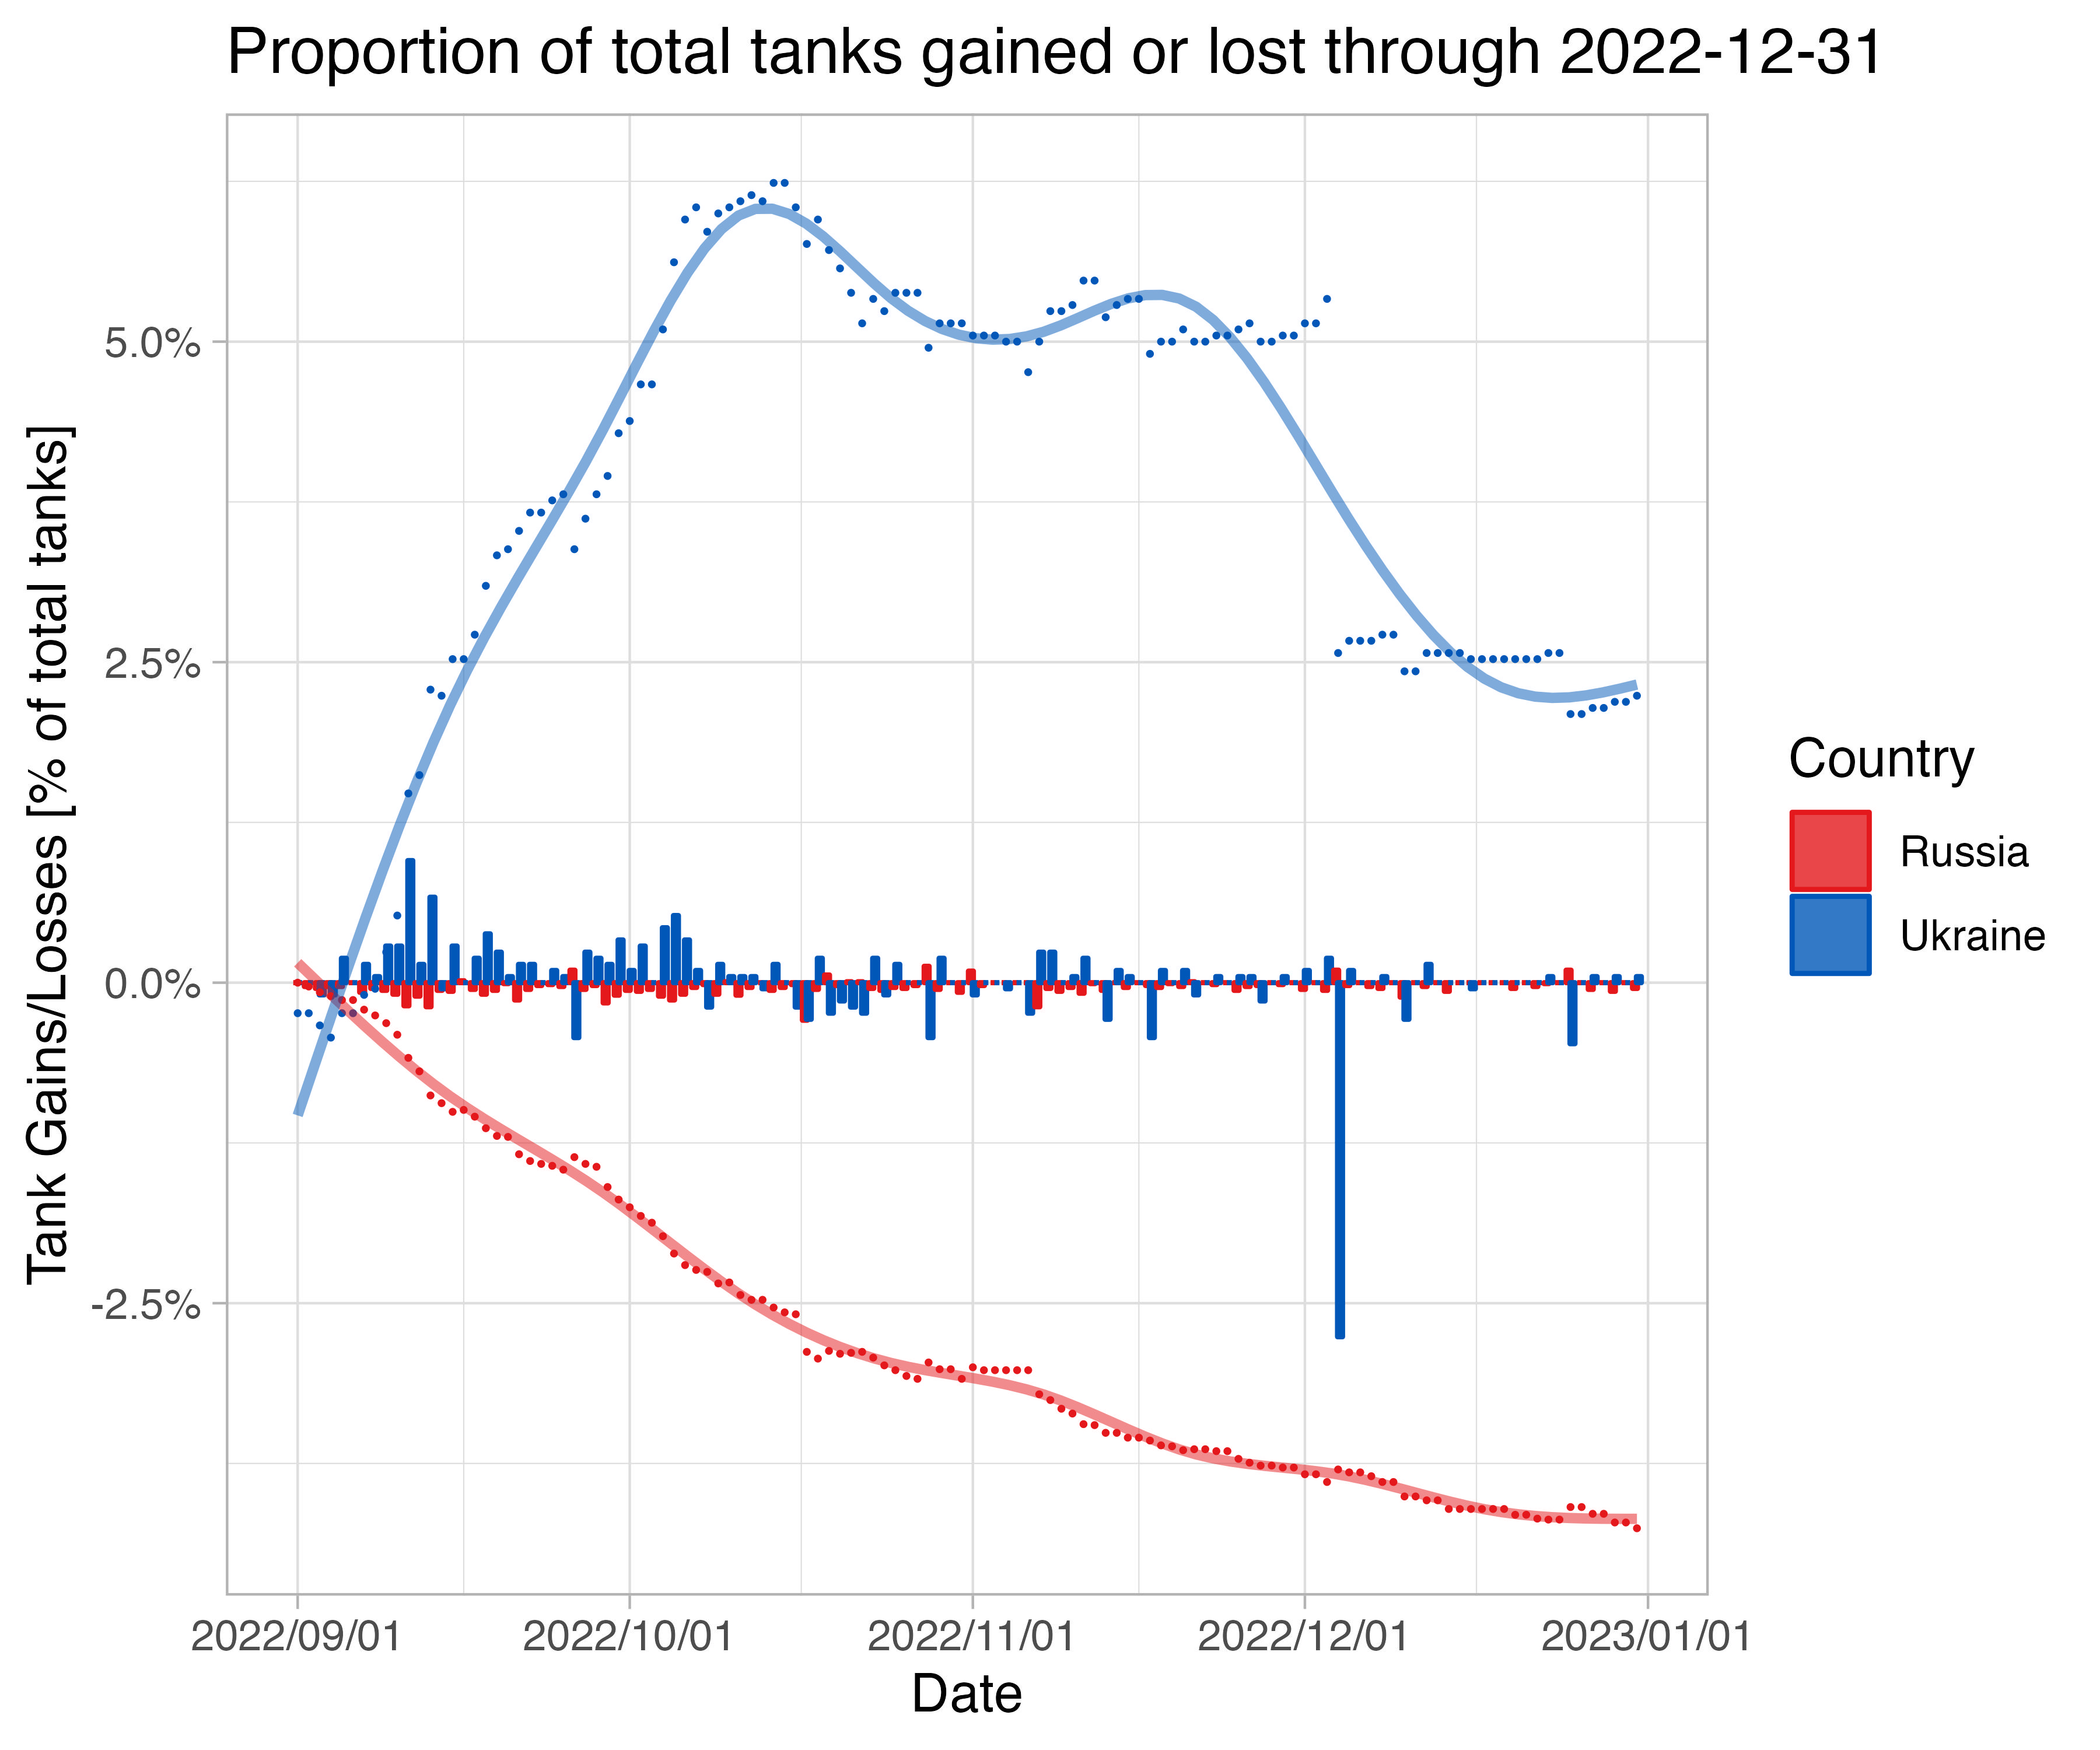 Proportion of total tanks gained or lost through 2022-12-31
Tank Gains/Losses [% of total tanks]
5.0%
2.5%
0.0%
-2.5%
2022/09/01
2022/10/01
2022/11/01
2022/12/01
2023/01/01
Date
Country
Russia
Ukraine